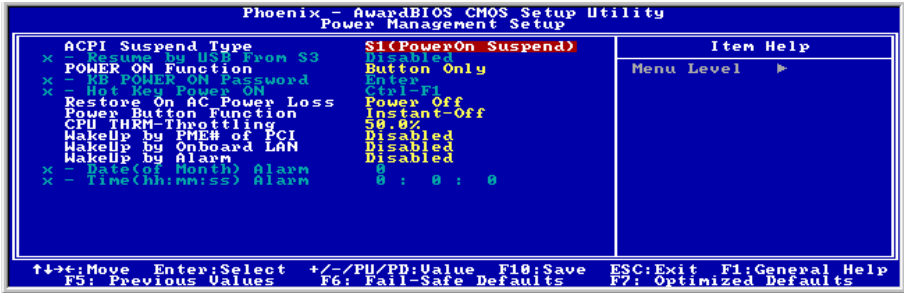 Phoenix - AwardBIOS CMOS Setup Utility
Power Management Setup
ACPI Suspend Type S1(PowerOn Suspend) Item Help
x - Resume by USB From S3 Disabled
POWER ON Function Button Only Menu Level ►
x - KB POWER ON Password Enter
x - Hot Key Power ON Ctrl-F1
Restore On AC Power Loss Power Off
Power Button Function Instant-Off
CPU THRM-Throttling 50.0%
WakeUp by PME# of PCI Disabled
WakeUp by Onboard LAN Disabled
WakeUp by Alarm Disabled
x - Date(of Month) Alarm 0
x - Time(hh:mm:ss) Alarm 0 : 0 : 0
↑↓→←:Move Enter:Select +/-/PU/PD:Value F10:Save ESC:Exit F1:General Help
F5: Previous Values F6: Fail-Safe Defaults F7: Optimized Defaults